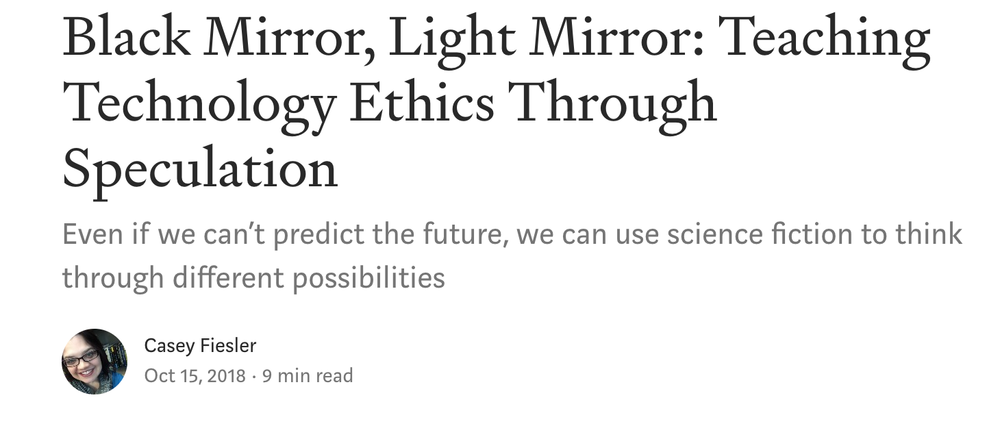 Black Mirror, Light Mirror: Teaching
Technology Ethics Through
Speculation
Even if we can’t predict the future, we can use science fiction to think
through different possibilities
Casey Fiesler
Oct 15, 2018 · 9 min read